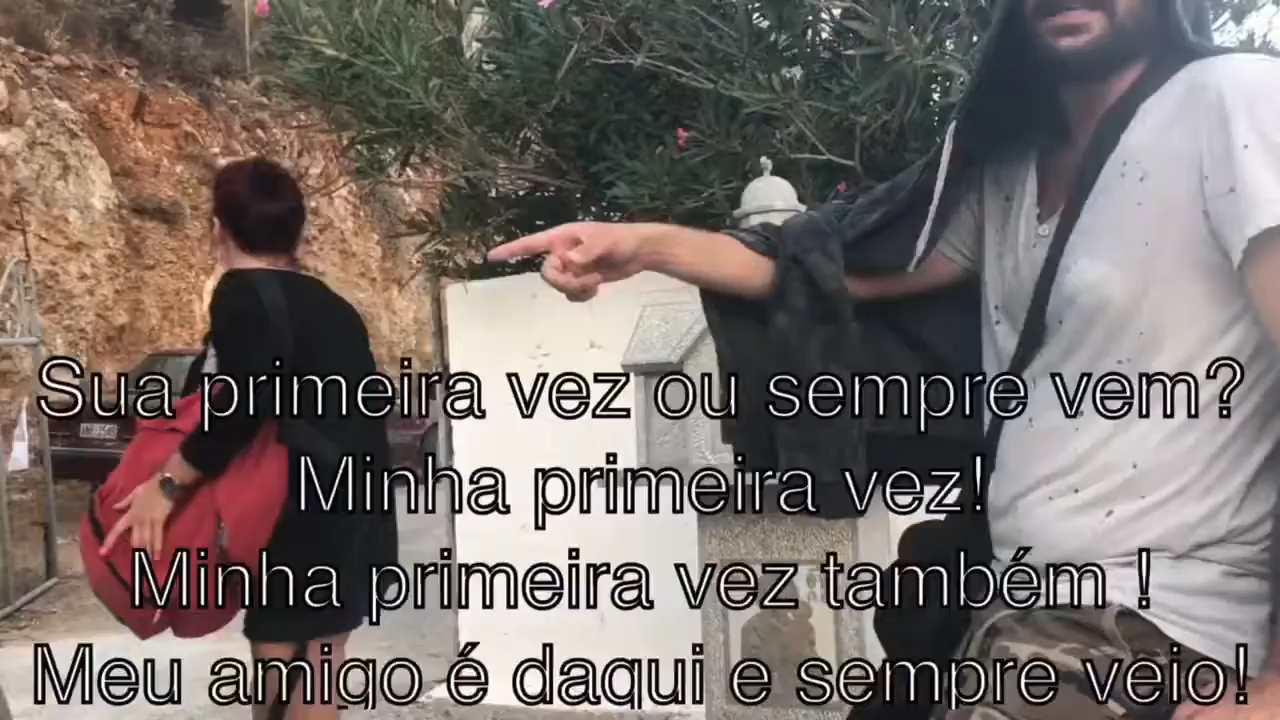 Sua primeira vez ou sempre vem?
Minha primeira vez!
Minha primeira vez também !
Meu amigo é daqui e sempre veio!